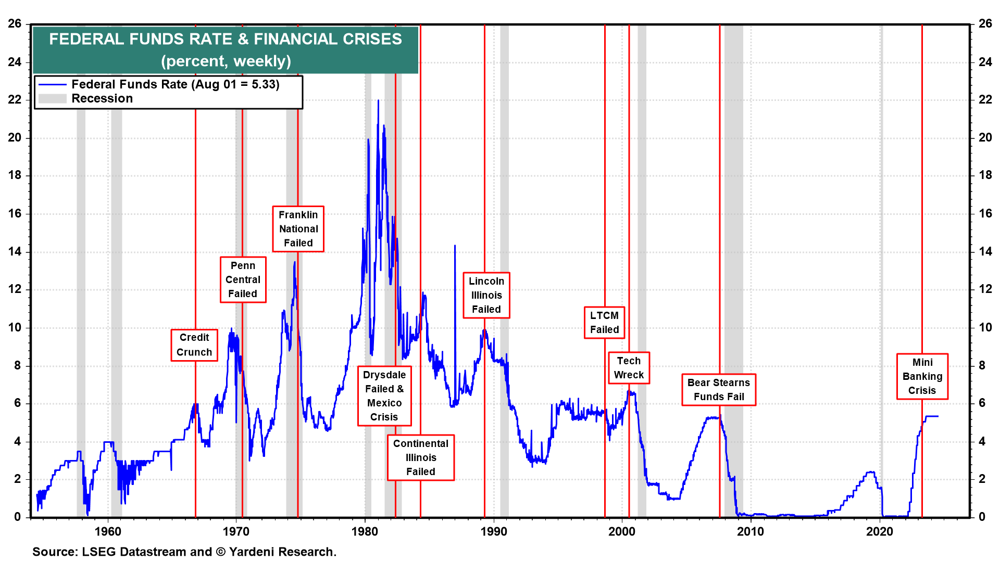 FEDERAL FUNDS RATE & FINANCIAL CRISES
(percent, weekly)
Federal Funds Rate (Aug 01 = 5.33)
Recession
26
24
22
20
18
16
14
12
10
8
6
4
2
0
26
24
22
20
18
16
14
12
10
8
6
4
2
0
Credit
Crunch
Penn
Central
Failed
Franklin
National
Failed
Drysdale
Failed &
Mexico
Crisis
Continental
Illinois
Failed
Lincoln
Illinois
Failed
LTCM
Failed
Tech
Wreck
Bear Stearns
Funds Fail
Mini
Banking
Crisis
1960
1970
1980
1990
2000
2010
2020
Source: LSEG Datastream and © Yardeni Research.